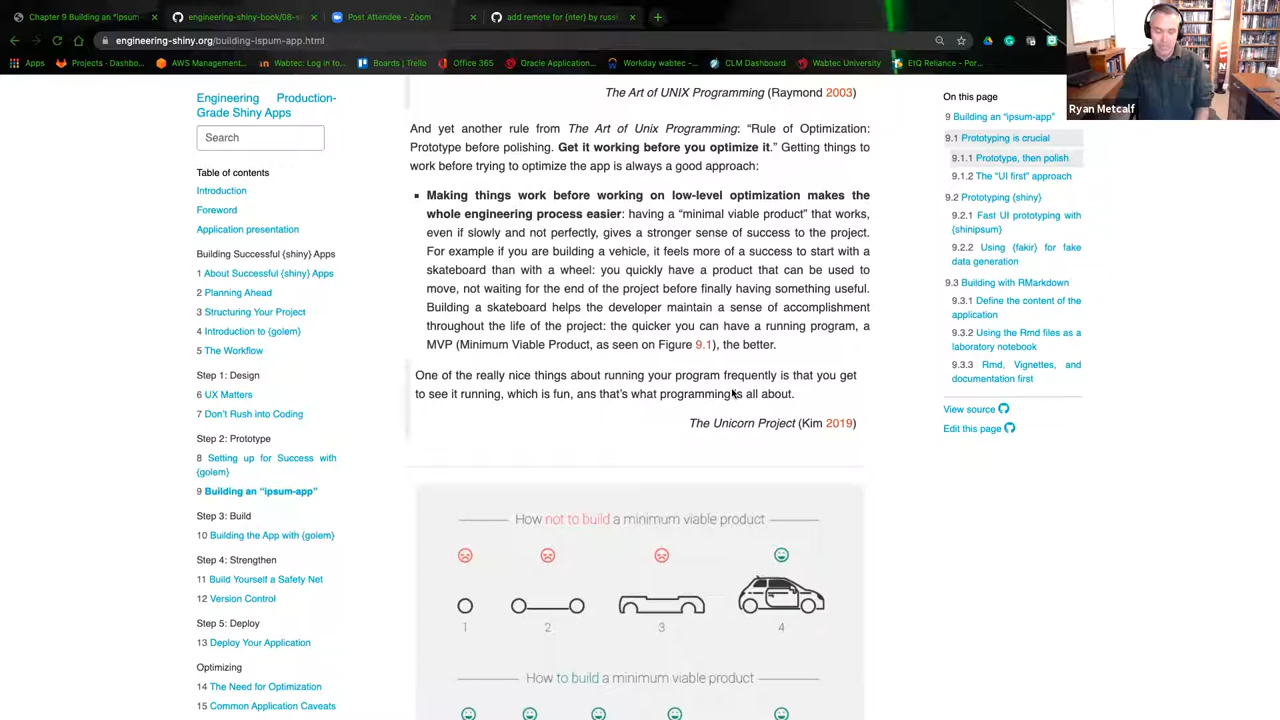 Chapter 9 Building an "ipsum-
engineering-shiny-book/08-s
Post Attendee - Zoom
add remote for {nter} by russ
engineering-shiny.org/building-ispum-app.html
Apps
Projects · Dashbo...
AWS Management...
Wabtec: Log in to...
Boards | Trello
Office 365
Oracle Application...
Workday wabtec -...
CLM Dashboard
Wabtec University
EtQ Reliance - Por...
Ryan Metcalf
Engineering Production-
Grade Shiny Apps
Search
Table of contents
Introduction
Foreword
Application presentation
Building Successful {shiny} Apps
1 About Successful {shiny} Apps
2 Planning Ahead
3 Structuring Your Project
4 Introduction to {golem}
5 The Workflow
Step 1: Design
6 UX Matters
7 Don't Rush into Coding
Step 2: Prototype
8 Setting up for Success with
{golem}
9 Building an "ipsum-app"
Step 3: Build
10 Building the App with {golem}
Step 4: Strengthen
11 Build Yourself a Safety Net
12 Version Control
Step 5: Deploy
13 Deploy Your Application
Optimizing
14 The Need for Optimization
15 Common Application Caveats
The Art of UNIX Programming (Raymond 2003)
And yet another rule from The Art of Unix Programming: "Rule of Optimization:
Prototype before polishing. Get it working before you optimize it." Getting things to
work before trying to optimize the app is always a good approach:
Making things work before working on low-level optimization makes the
whole engineering process easier: having a "minimal viable product" that works,
even if slowly and not perfectly, gives a stronger sense of success to the project.
For example if you are building a vehicle, it feels more of a success to start with a
skateboard than with a wheel: you quickly have a product that can be used to
move, not waiting for the end of the project before finally having something useful.
Building a skateboard helps the developer maintain a sense of accomplishment
throughout the life of the project: the quicker you can have a running program, a
MVP (Minimum Viable Product, as seen on Figure 9.1), the better.
One of the really nice things about running your program frequently is that you get
to see it running, which is fun, ans that's what programming is all about.
The Unicorn Project (Kim 2019)
How not to build a minimum viable product
1
2
3
4
How to build a minimum viable product
On this page
9 Building an "ipsum-app"
9.1 Prototyping is crucial
9.1.1 Prototype, then polish
9.1.2 The "UI first" approach
9.2 Prototyping {shiny}
9.2.1 Fast UI prototyping with
{shinipsum}
9.2.2 Using {fakir} for fake
data generation
9.3 Building with RMarkdown
9.3.1 Define the content of the
application
9.3.2 Using the Rmd files as a
laboratory notebook
9.3.3 Rmd, Vignettes, and
documentation first
View source
Edit this page